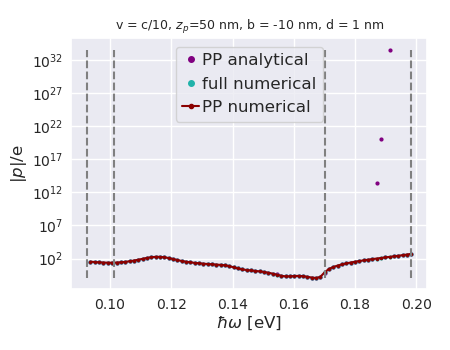 v = c/10, z_p=50 nm, b = -10 nm, d = 1 nm
PP analytical
full numerical
PP numerical
|p|/e
10^32
10^27
10^22
10^17
10^12
10^7
10^2
0.10 0.12 0.14 0.16 0.18 0.20
ħω [eV]